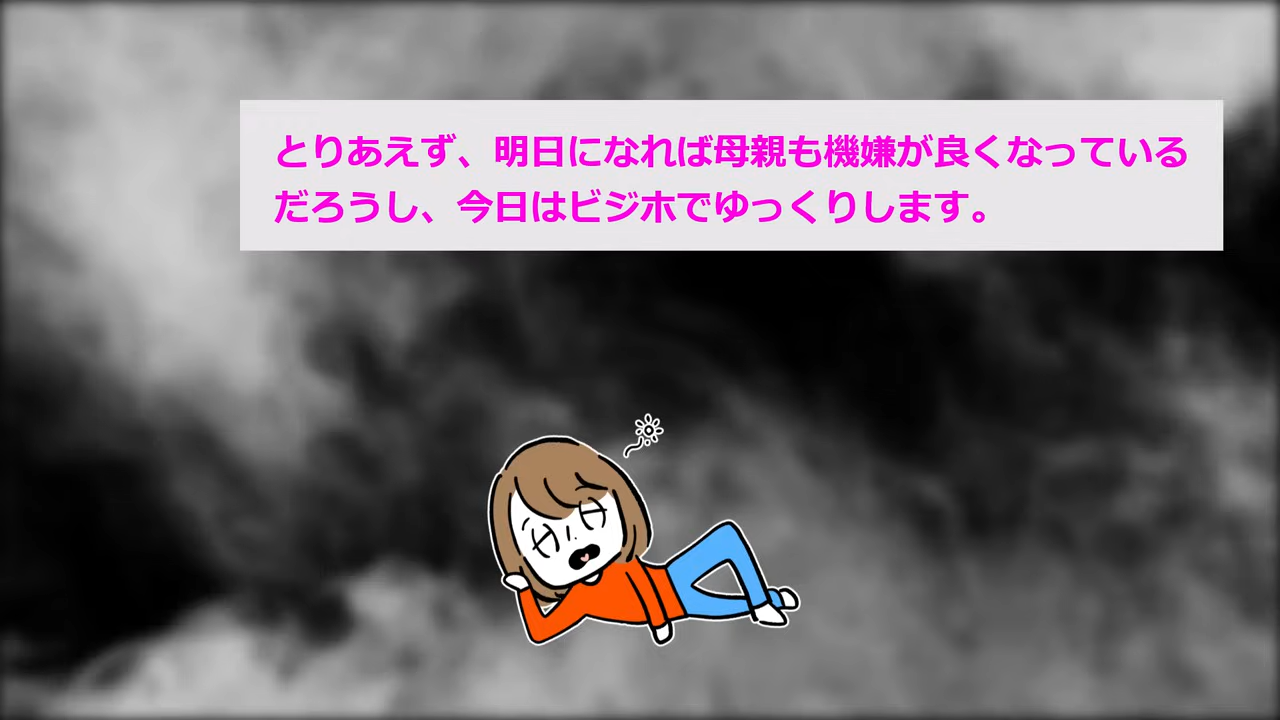 とりあえず、明日になれば母親も機嫌が良くなっている
だろうし、今日はビジホでゆっくりします。